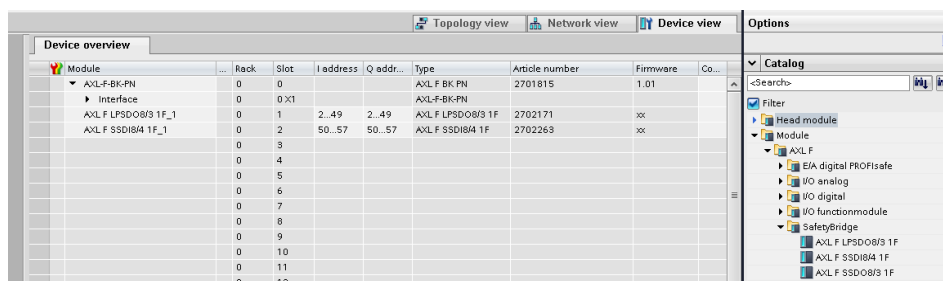 Topology view Network view Device view Options
Device overview
Module ... Rack Slot I address Q addr... Type Article number Firmware Co...
AXL-F-BK-PN 0 0 AXL F BK PN 2701815 1.01
Interface 0 0 X1 AXL-F-BK-PN
AXL F LPSDO8/3 1F_1 0 1 2...49 2...49 AXL F LPSDO8/3 1F 2702171 xx
AXL F SSDI8/4 1F_1 0 2 50...57 50...57 AXL F SSDI8/4 1F 2702263 xx
0 3
0 4
0 5
0 6
0 7
0 8
0 9
0 10
0 11
Catalog
<Search>
Filter
Head module
Module
AXL F
E/A digital PROFIsafe
I/O analog
I/O digital
I/O functionmodule
SafetyBridge
AXL F LPSDO8/3 1F
AXL F SSDI8/4 1F
AXL F SSDO8/3 1F